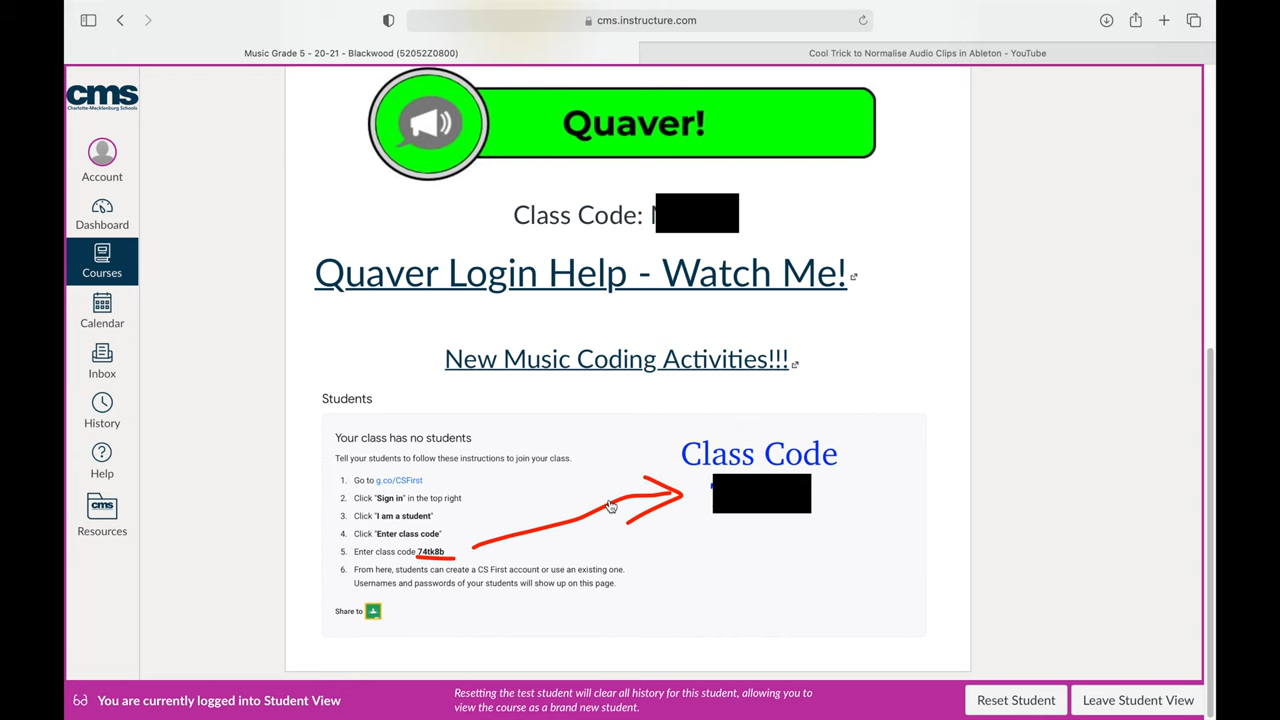 cms.instructure.com
Music Grade 5 - 20-21 - Blackwood (52052Z0800)
Cool Trick to Normalise Audio Clips in Ableton - YouTube
cms
Charlotte-Mecklenburg Schools
Account
Dashboard
Courses
Calendar
Inbox
History
Help
Resources
Quaver!
Class Code:
Quaver Login Help - Watch Me!
New Music Coding Activities!!!
Students
Your class has no students
Tell your students to follow these instructions to join your class.
1. Go to g.co/CSFirst
2. Click "Sign in" in the top right
3. Click "I am a student"
4. Click "Enter class code"
5. Enter class code 74tk8b
6. From here, students can create a CS First account or use an existing one.
Usernames and passwords of your students will show up on this page.
Share to
Class Code
You are currently logged into Student View
Resetting the test student will clear all history for this student, allowing you to
view the course as a brand new student.
Reset Student
Leave Student View